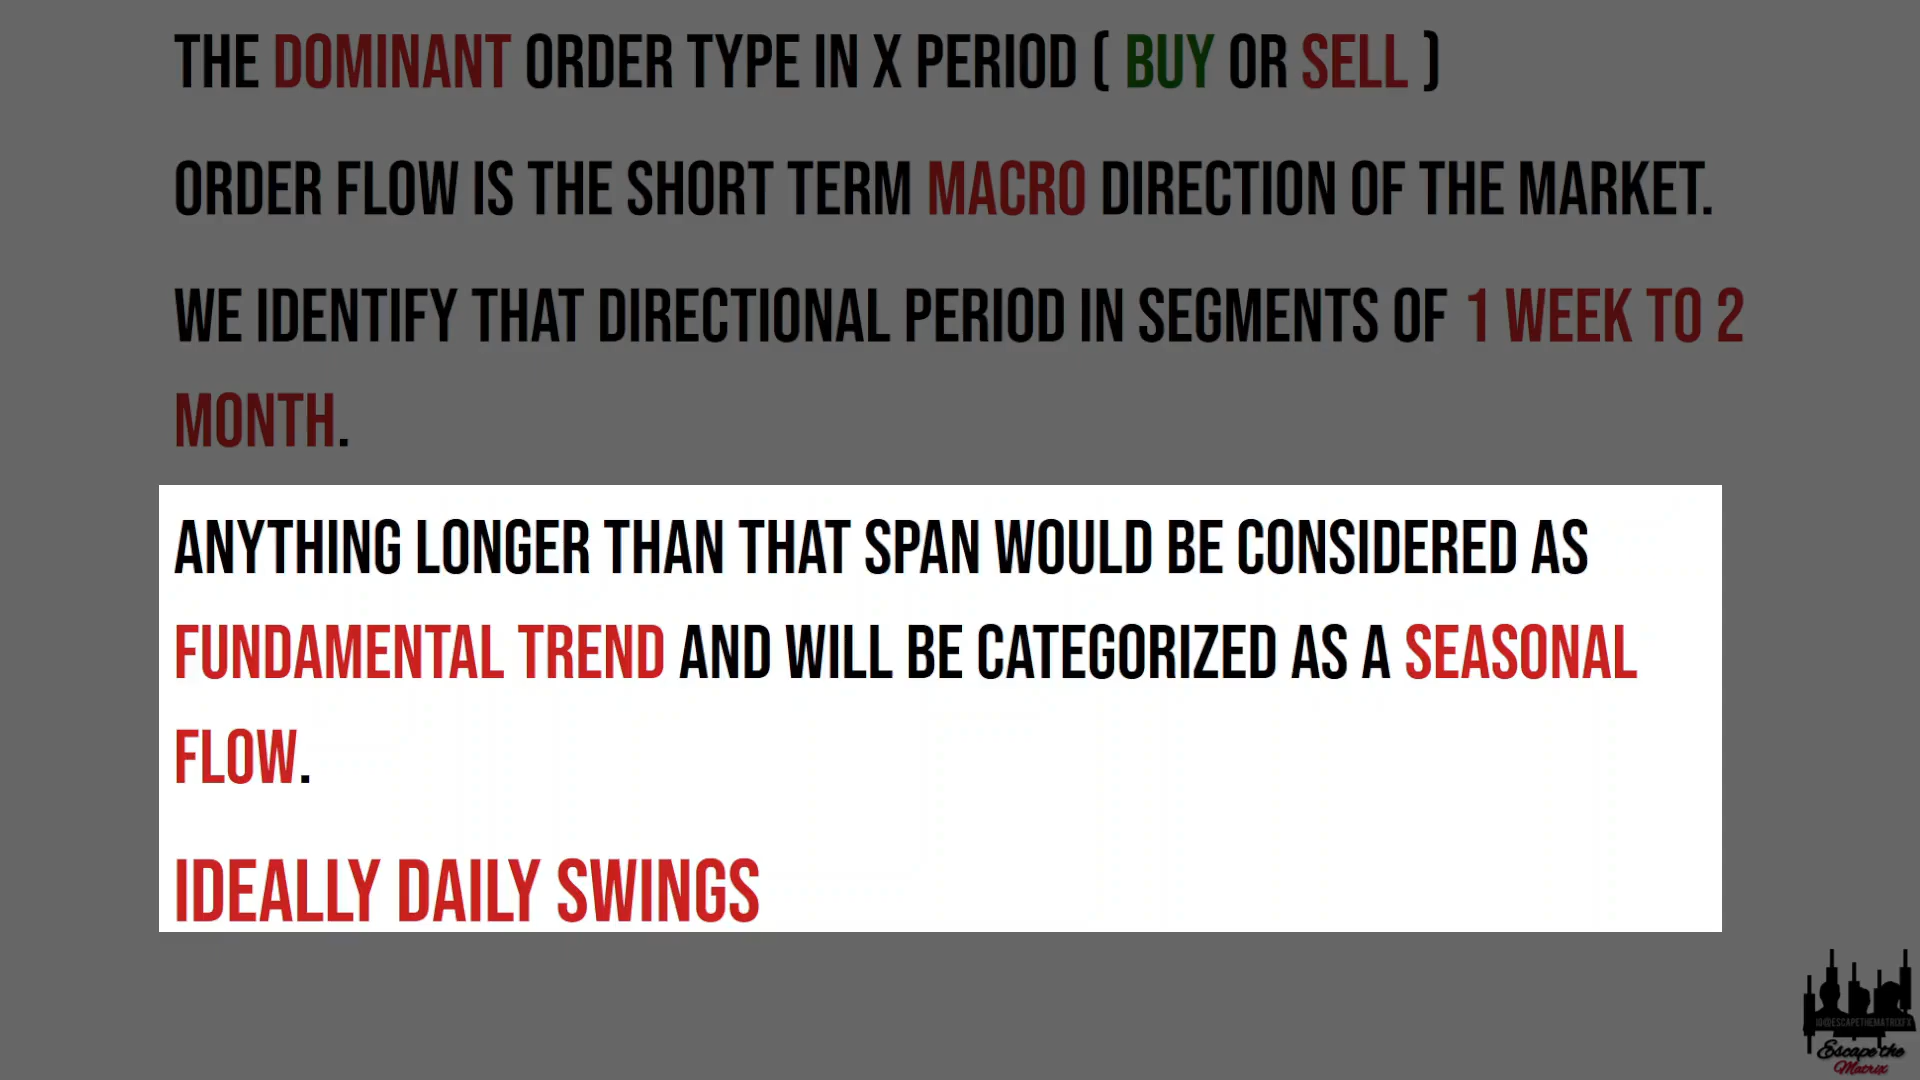 THE DOMINANT ORDER TYPE IN X PERIOD ( BUY OR SELL )
ORDER FLOW IS THE SHORT TERM MACRO DIRECTION OF THE MARKET.
WE IDENTIFY THAT DIRECTIONAL PERIOD IN SEGMENTS OF 1 WEEK TO 2
MONTH.
ANYTHING LONGER THAN THAT SPAN WOULD BE CONSIDERED AS
FUNDAMENTAL TREND AND WILL BE CATEGORIZED AS A SEASONAL
FLOW.
IDEALLY DAILY SWINGS
IG@ESCAPETHEMATRIXFX
Escape the
Matrix